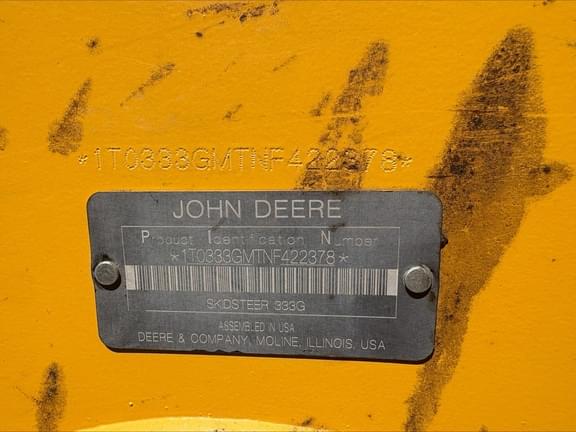 *1T0333GMTNF422378*
JOHN DEERE
Product Identification Number
*1T0333GMTNF422378*
SKIDSTEER 333G
ASSEMBLED IN USA
DEERE & COMPANY, MOLINE, ILLINOIS, USA